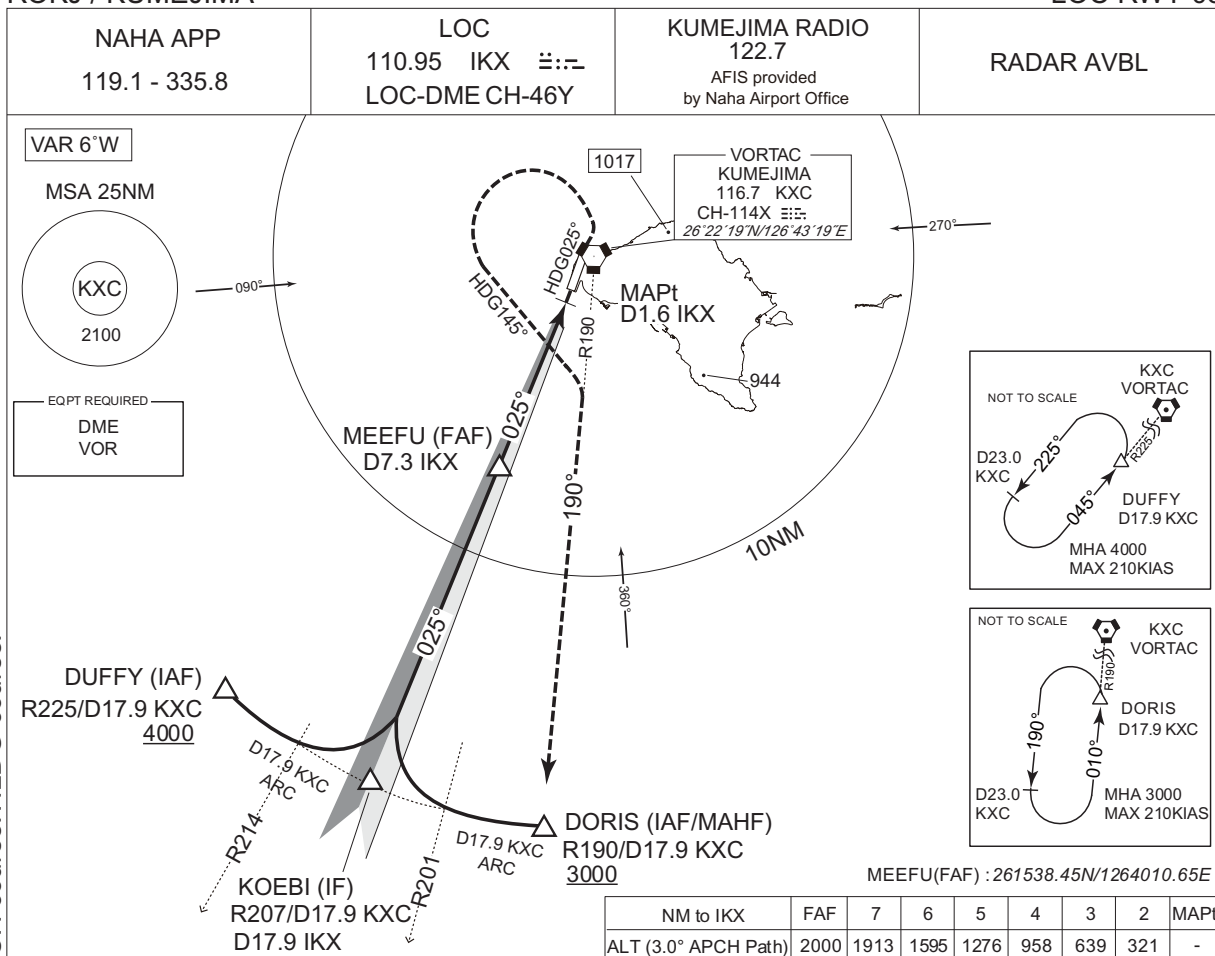 NAHA APP
119.1 - 335.8
LOC
110.95 IKX
LOC-DME CH-46Y
KUMEJIMA RADIO
122.7
AFIS provided
by Naha Airport Office
RADAR AVBL
VAR 6°W
MSA 25NM
KXC
2100
EQPT REQUIRED
DME
VOR
1017
VORTAC
KUMEJIMA
116.7 KXC
CH-114X
26°22´19˝N/126°43´19˝E
090°
270°
HDG025°
HDG145°
R190
MAPt
D1.6 IKX
944
MEEFU (FAF)
D7.3 IKX
025°
190°
10NM
360°
025°
NOT TO SCALE
KXC
VORTAC
D23.0
KXC
225°
R225
045°
DUFFY
D17.9 KXC
MHA 4000
MAX 210KIAS
NOT TO SCALE
KXC
VORTAC
R190
DORIS
D17.9 KXC
190°
010°
D23.0
KXC
MHA 3000
MAX 210KIAS
DUFFY (IAF)
R225/D17.9 KXC
4000
D17.9 KXC
ARC
R214
KOEBI (IF)
R207/D17.9 KXC
D17.9 IKX
R201
D17.9 KXC
ARC
DORIS (IAF/MAHF)
R190/D17.9 KXC
3000
MEEFU(FAF) : 261538.45N/1264010.65E
NM to IKX FAF 7 6 5 4 3 2 MAPt
ALT (3.0° APCH Path) 2000 1913 1595 1276 958 639 321 -